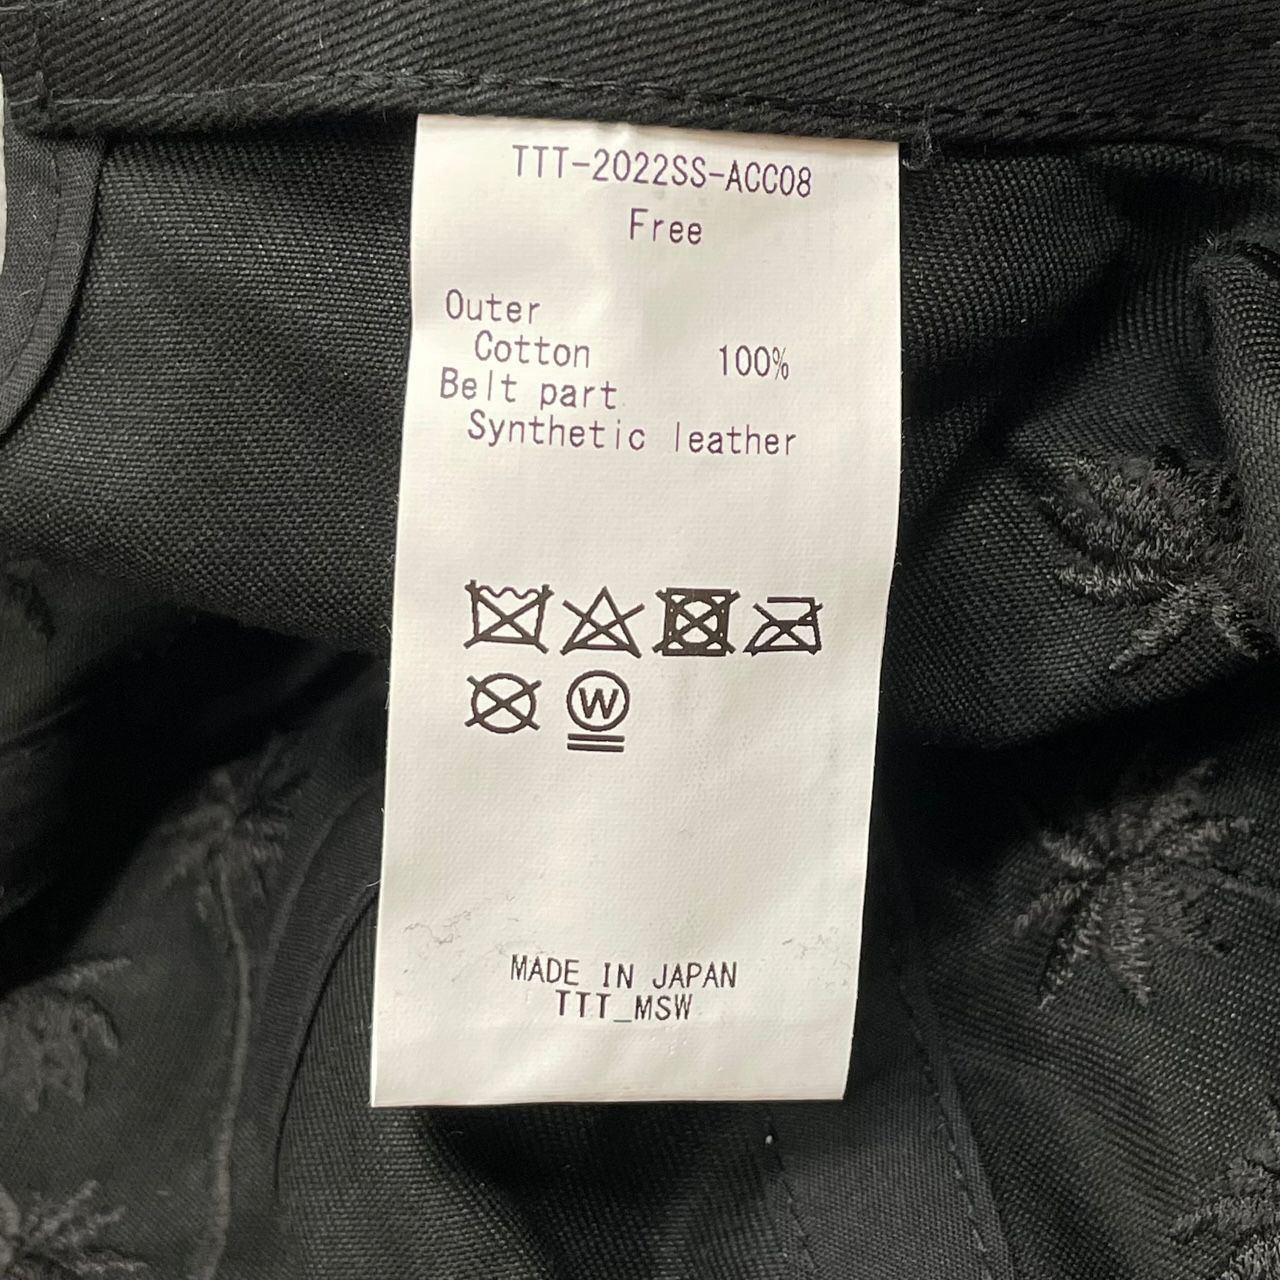 TTT-2022SS-ACC08
Free
Outer
Cotton 100%
Belt part
Synthetic leather
W
MADE IN JAPAN
TTT_MSW